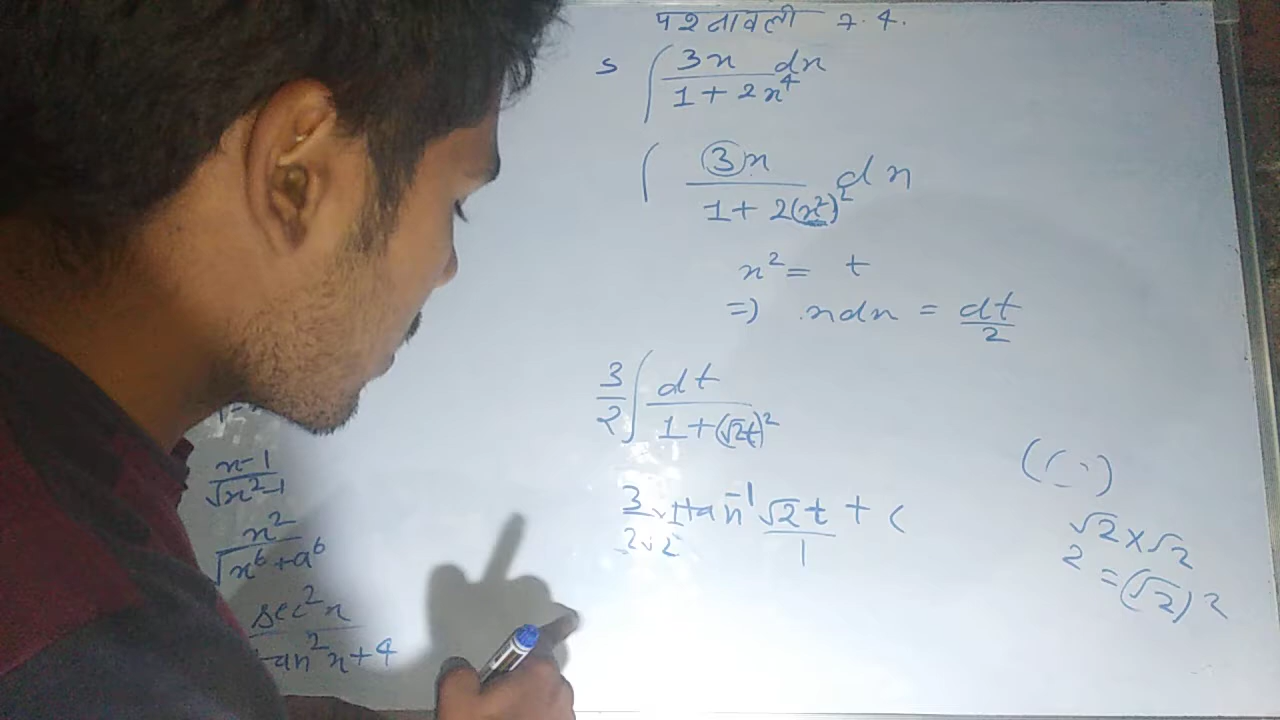 प्रश्नावली 7.4.
5 ∫ 3x/(1 + 2x⁴) dx
∫ 3x/(1 + 2(x²)²) dx
x² = t
=) x dx = dt/2
3/2 ∫ dt/(1 + (√2t)²)
3/2√2 tan⁻¹ √2t/1 + c
x-1/√x²-1
x²/√x⁶+a⁶
sec²x
tan²x+4
√2 × √2
2 = (√2)2